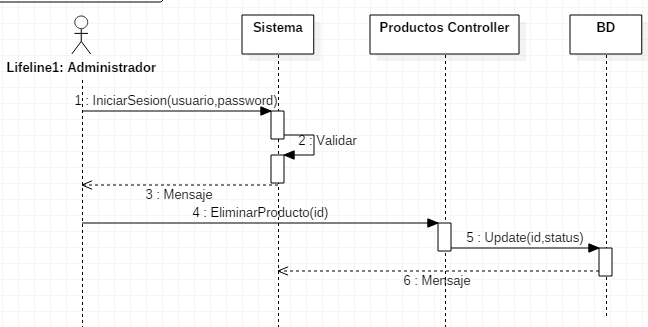 Sistema
Productos Controller
BD
Lifeline1: Administrador
1 : IniciarSesion(usuario,password)
2 : Validar
3 : Mensaje
4 : EliminarProducto(id)
5 : Update(id,status)
6 : Mensaje